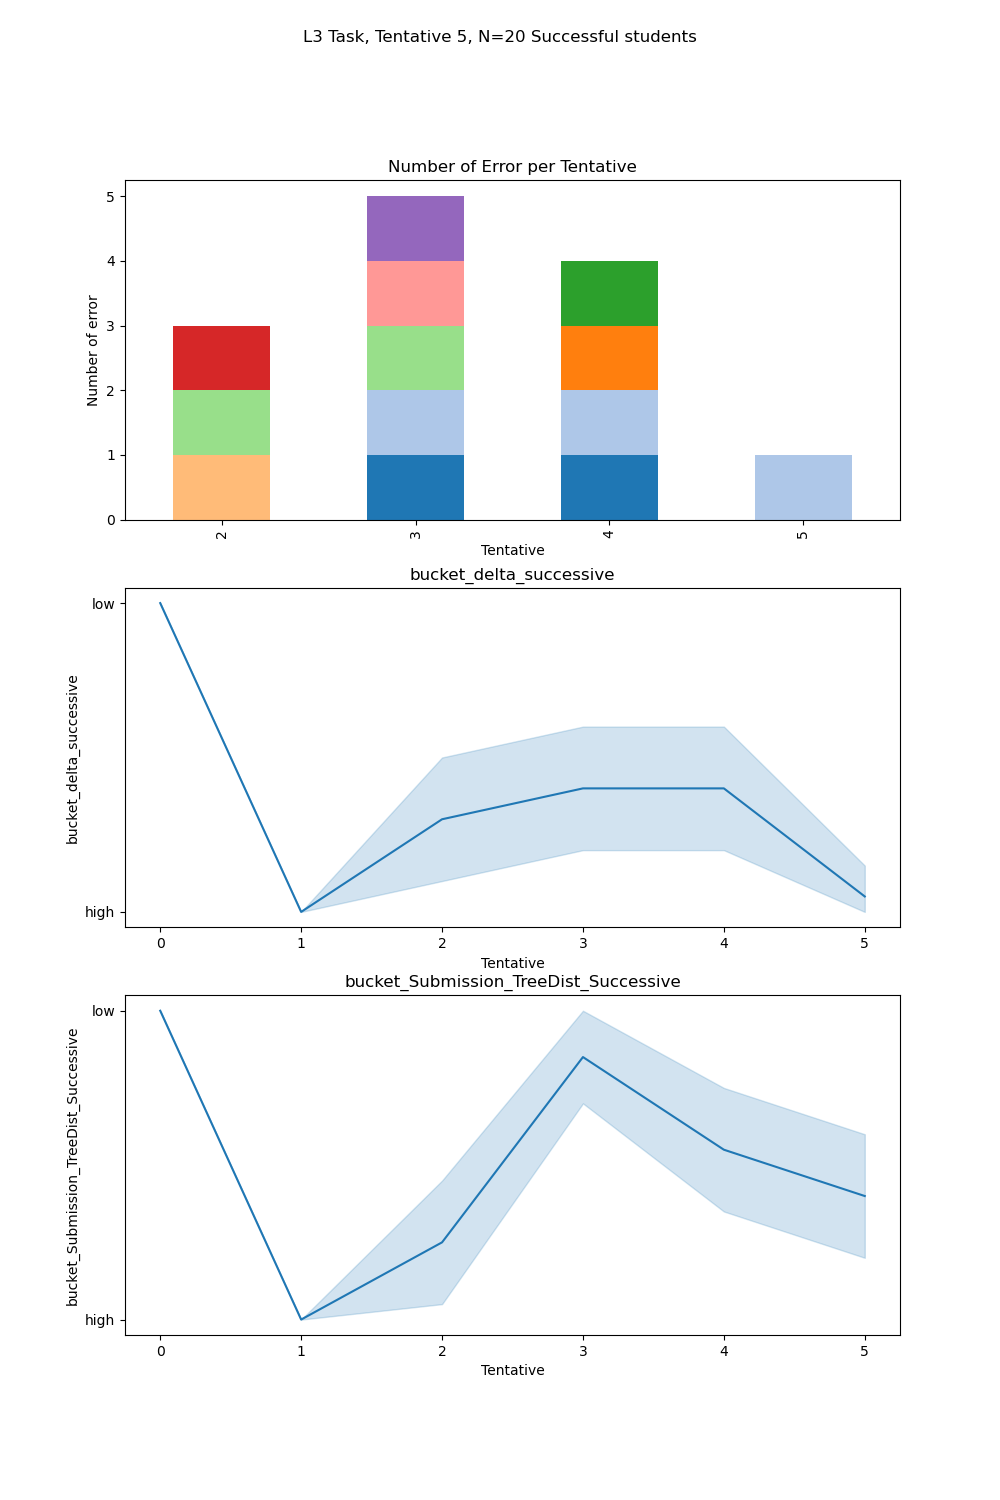 L3 Task, Tentative 5, N=20 Successful students
Number of Error per Tentative
5
4
3
2
1
0
Number of error
2 3 4 5
Tentative
bucket_delta_successive
low
high
bucket_delta_successive
0 1 2 3 4 5
Tentative
bucket_Submission_TreeDist_Successive
low
high
bucket_Submission_TreeDist_Successive
0 1 2 3 4 5
Tentative